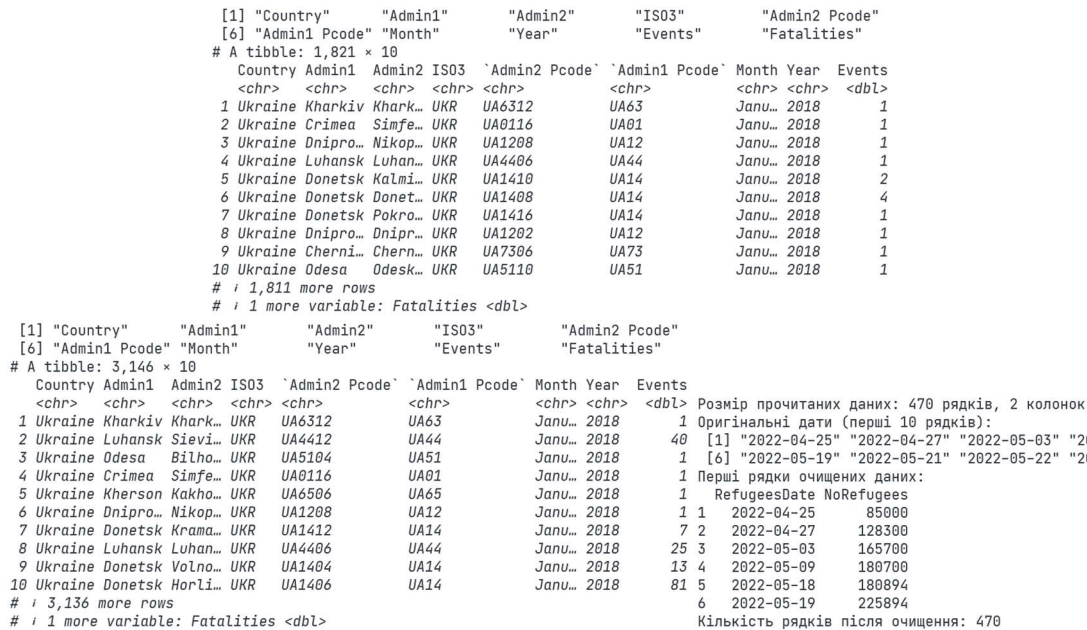 [1] "Country" "Admin1" "Admin2" "ISO3" "Admin2 Pcode"
[6] "Admin1 Pcode" "Month" "Year" "Events" "Fatalities"
# A tibble: 1,821 × 10
Country Admin1 Admin2 ISO3 `Admin2 Pcode` `Admin1 Pcode` Month Year Events
<chr> <chr> <chr> <chr> <chr> <chr> <chr> <chr> <dbl>
1 Ukraine Kharkiv Khark… UKR UA6312 UA63 Janu… 2018 1
2 Ukraine Crimea Simfe… UKR UA0116 UA01 Janu… 2018 1
3 Ukraine Dnipro… Nikop… UKR UA1208 UA12 Janu… 2018 1
4 Ukraine Luhansk Luhan… UKR UA4406 UA44 Janu… 2018 1
5 Ukraine Donetsk Kalmi… UKR UA1410 UA14 Janu… 2018 2
6 Ukraine Donetsk Donet… UKR UA1408 UA14 Janu… 2018 4
7 Ukraine Donetsk Pokro… UKR UA1416 UA14 Janu… 2018 1
8 Ukraine Dnipro… Dnipr… UKR UA1202 UA12 Janu… 2018 1
9 Ukraine Cherni… Chern… UKR UA7306 UA73 Janu… 2018 1
10 Ukraine Odesa Odesk… UKR UA5110 UA51 Janu… 2018 1
# ℹ 1,811 more rows
# ℹ 1 more variable: Fatalities <dbl>
[1] "Country" "Admin1" "Admin2" "ISO3" "Admin2 Pcode"
[6] "Admin1 Pcode" "Month" "Year" "Events" "Fatalities"
# A tibble: 3,146 × 10
Country Admin1 Admin2 ISO3 `Admin2 Pcode` `Admin1 Pcode` Month Year Events
<chr> <chr> <chr> <chr> <chr> <chr> <chr> <chr> <dbl>
1 Ukraine Kharkiv Khark… UKR UA6312 UA63 Janu… 2018 1
2 Ukraine Luhansk Sievi… UKR UA4412 UA44 Janu… 2018 40
3 Ukraine Odesa Bilho… UKR UA5104 UA51 Janu… 2018 1
4 Ukraine Crimea Simfe… UKR UA0116 UA01 Janu… 2018 1
5 Ukraine Kherson Kakho… UKR UA6506 UA65 Janu… 2018 1
6 Ukraine Dnipro… Nikop… UKR UA1208 UA12 Janu… 2018 1
7 Ukraine Donetsk Krama… UKR UA1412 UA14 Janu… 2018 7
8 Ukraine Luhansk Luhan… UKR UA4406 UA44 Janu… 2018 25
9 Ukraine Donetsk Volno… UKR UA1404 UA14 Janu… 2018 13
10 Ukraine Donetsk Horli… UKR UA1406 UA14 Janu… 2018 81
# ℹ 3,136 more rows
# ℹ 1 more variable: Fatalities <dbl>
Розмір прочитаних даних: 470 рядків, 2 колонок
Оригінальні дати (перші 10 рядків):
[1] "2022-04-25" "2022-04-27" "2022-05-03"
[6] "2022-05-19" "2022-05-21" "2022-05-22"
Перші рядки очищених даних:
RefugeesDate NoRefugees
1 2022-04-25 85000
2 2022-04-27 128300
3 2022-05-03 165700
4 2022-05-09 180700
5 2022-05-18 180894
6 2022-05-19 225894
Кількість рядків після очищення: 470